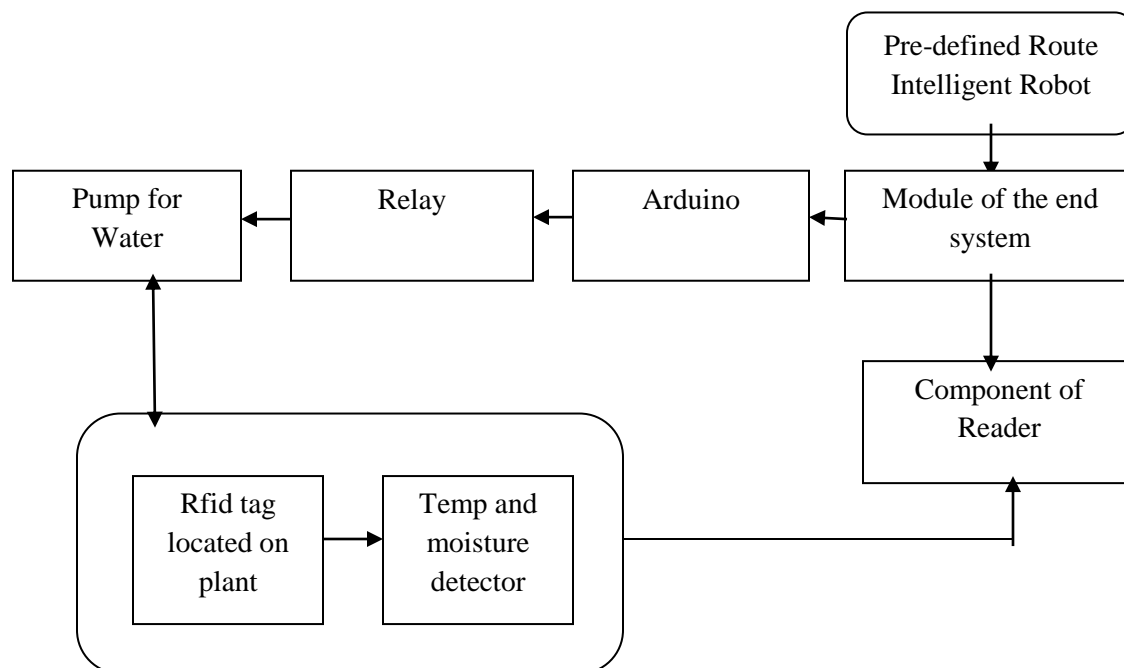 Pre-defined Route
Intelligent Robot
Pump for
Water
Relay
Arduino
Module of the end
system
Component of
Reader
Rfid tag
located on
plant
Temp and
moisture
detector